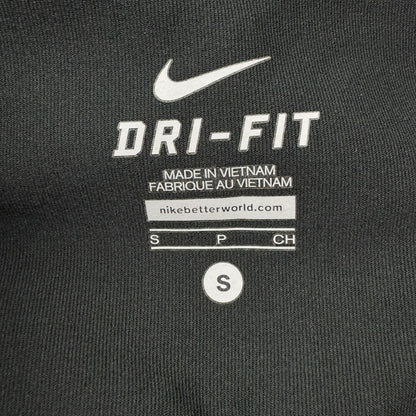 DRI-FIT
MADE IN VIETNAM
FABRIQUE AU VIETNAM
nikebetterworld.com
S P CH
S